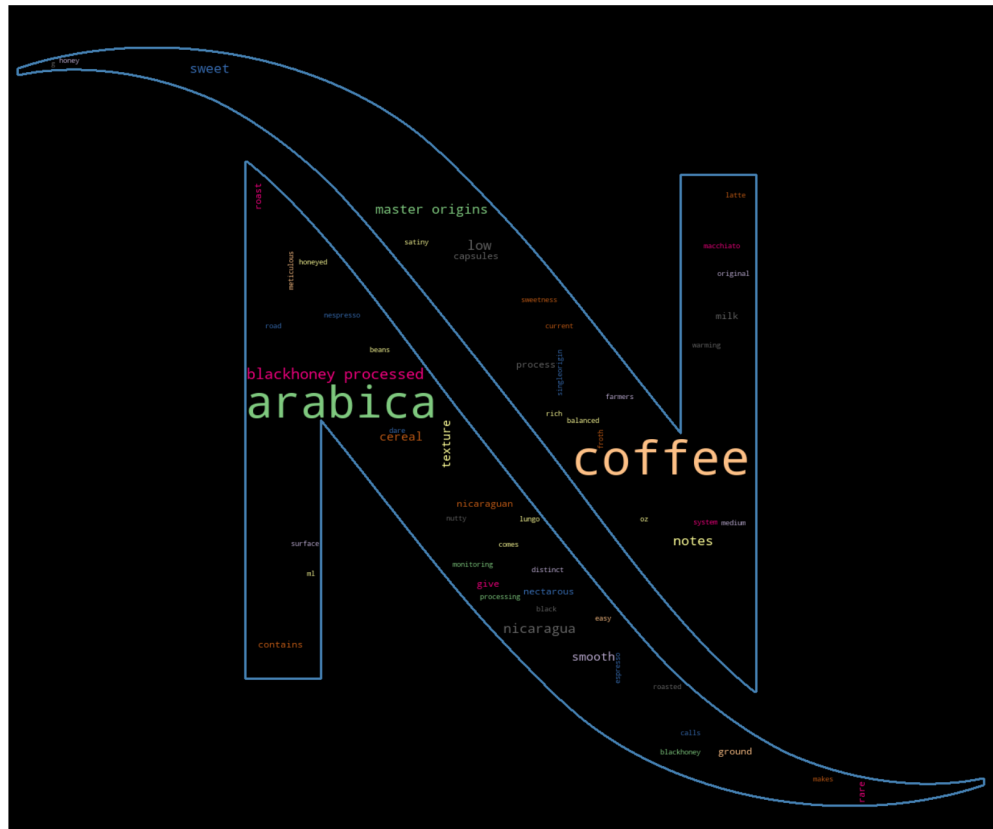 honey
sweet
roast
master origins
latte
satiny
low
macchiato
capsules
meticulous
honeyed
original
sweetness
nespresso
milk
road
current
beans
warming
process
singleorigin
blackhoney processed
farmers
arabica
rich
balanced
dark
cereal
texture
froth
coffee
nicaraguan
nutty
lungo
oz
system
medium
surface
comes
notes
monitoring
distinct
ml
give
nectarous
processing
black
easy
nicaragua
contains
smooth
espresso
roasted
calls
blackhoney
ground
makes
rare